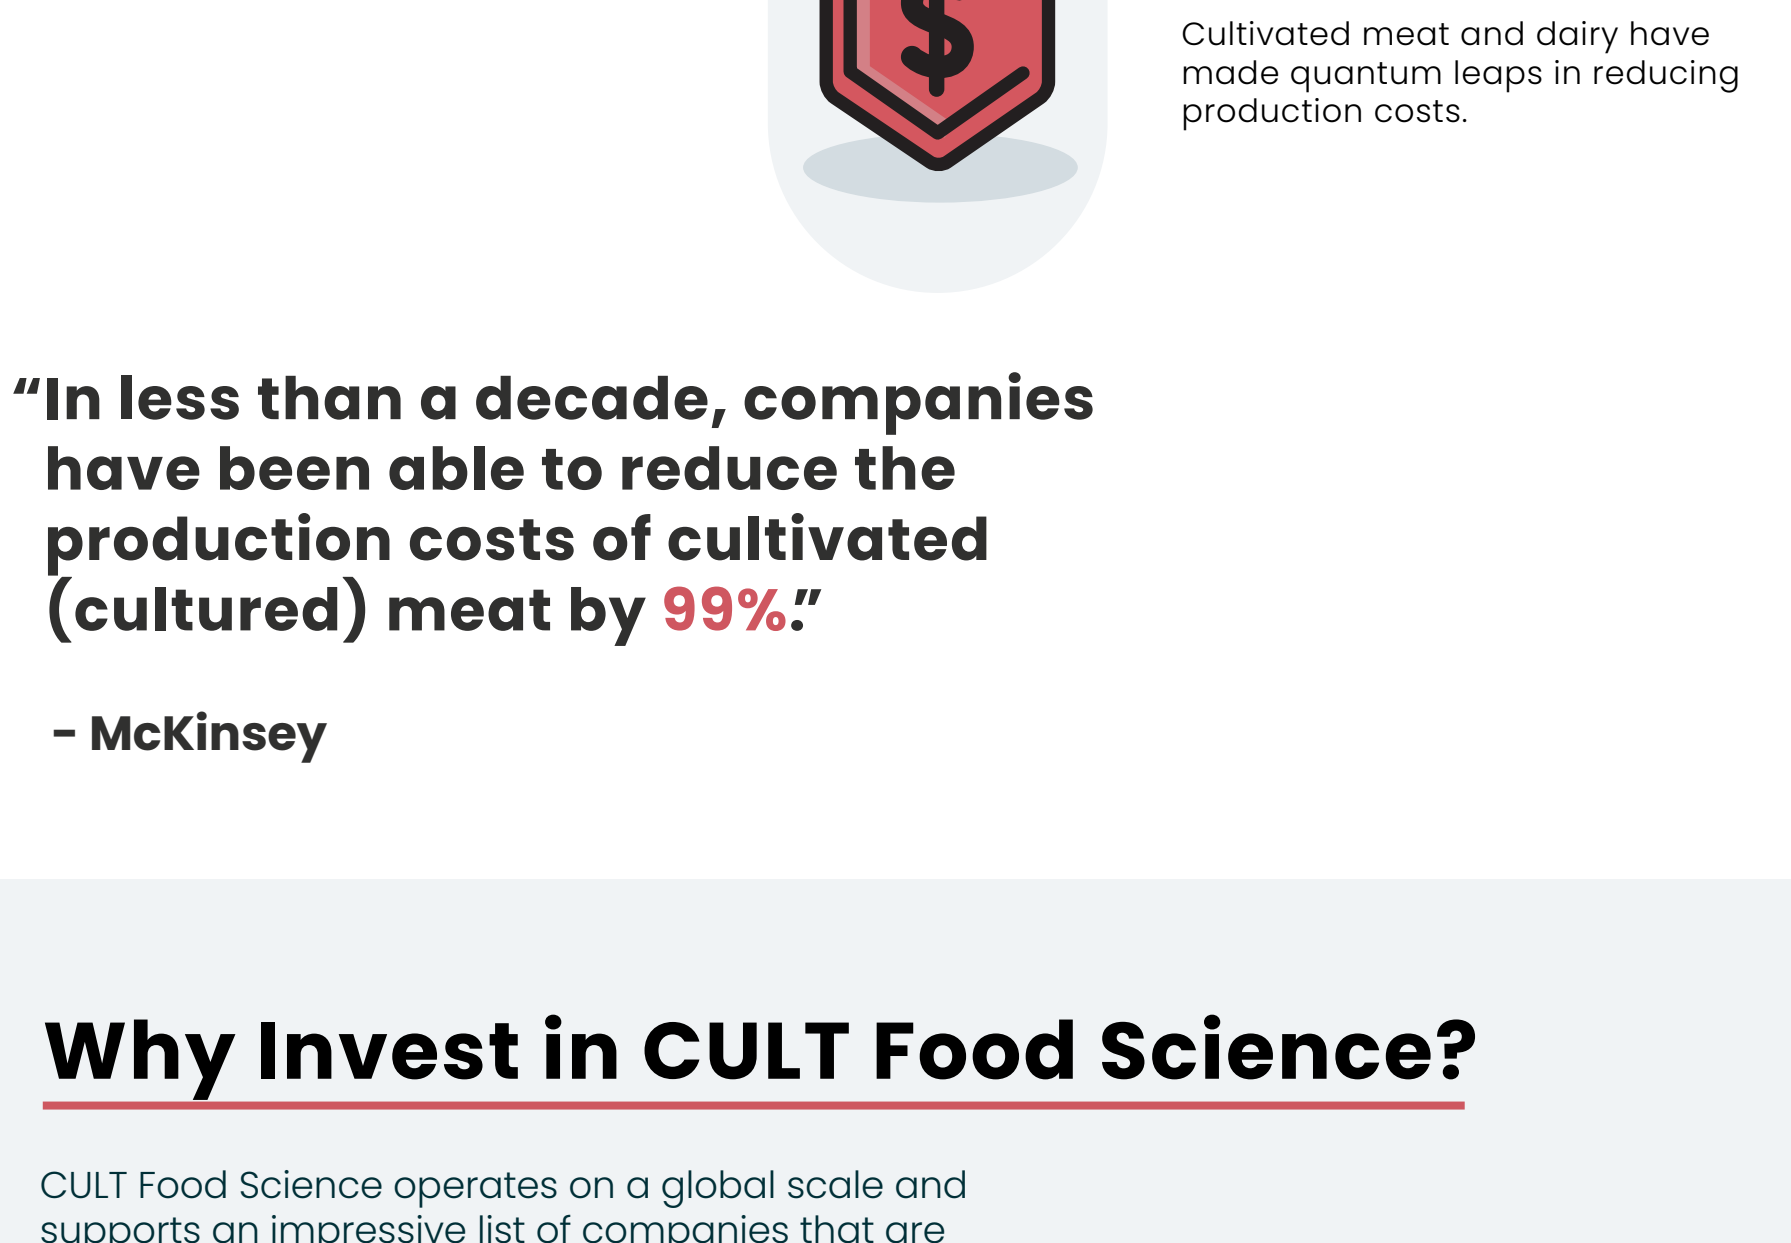 $
Cultivated meat and dairy have
made quantum leaps in reducing
production costs.
“In less than a decade, companies
have been able to reduce the
production costs of cultivated
(cultured) meat by 99%.”
- McKinsey
Why Invest in CULT Food Science?
CULT Food Science operates on a global scale and
supports an impressive list of companies that are